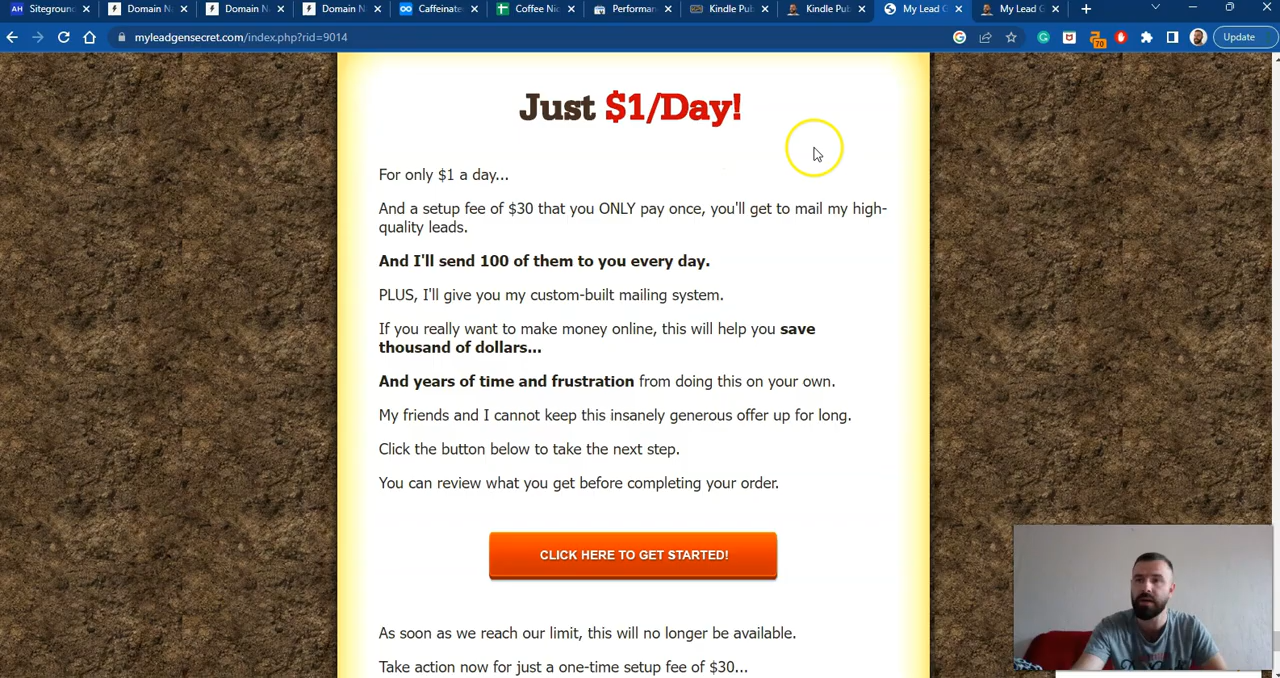 Siteground
Domain Na
Domain Na
Domain Na
Caffeinate
Coffee Nic
Performan
Kindle Pub
Kindle Pub
My Lead G
My Lead G
myleadgensecret.com/index.php?rid=9014
70
Update
Just $1/Day!
For only $1 a day...
And a setup fee of $30 that you ONLY pay once, you'll get to mail my high-
quality leads.
And I'll send 100 of them to you every day.
PLUS, I'll give you my custom-built mailing system.
If you really want to make money online, this will help you save
thousand of dollars...
And years of time and frustration from doing this on your own.
My friends and I cannot keep this insanely generous offer up for long.
Click the button below to take the next step.
You can review what you get before completing your order.
CLICK HERE TO GET STARTED!
As soon as we reach our limit, this will no longer be available.
Take action now for just a one-time setup fee of $30...